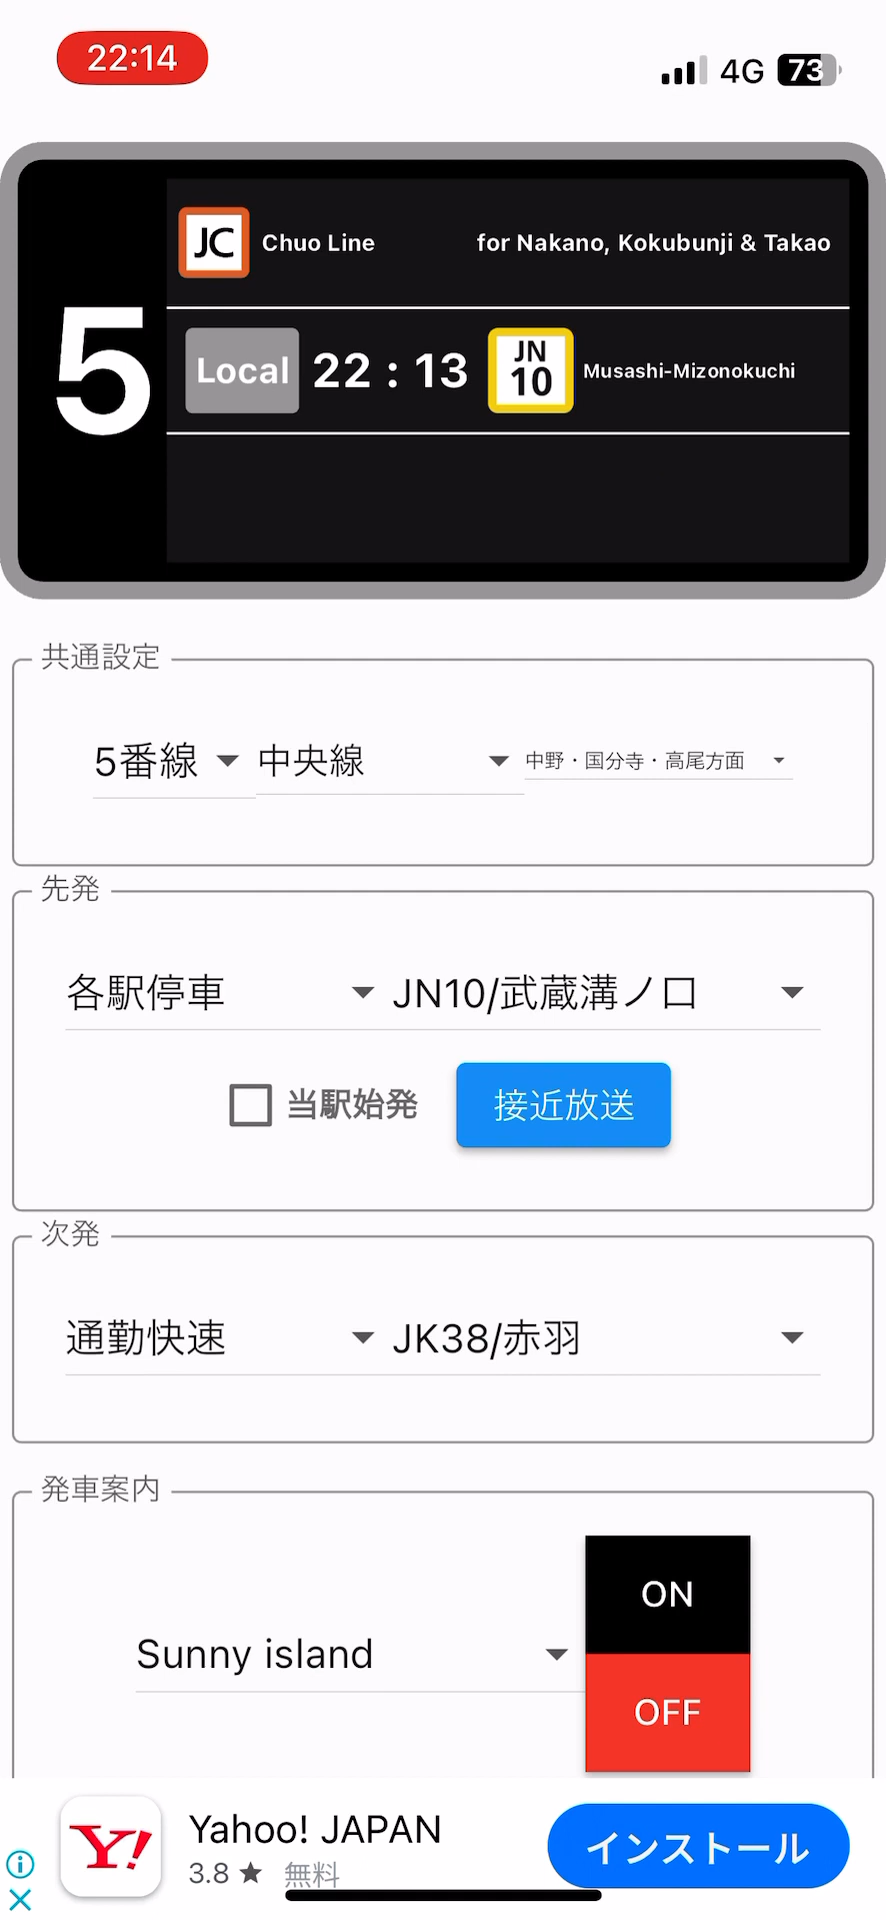 22:14
4G 73
JC Chuo Line for Nakano, Kokubunji & Takao
5
Local 22 : 13 JN 10 Musashi-Mizonokuchi
共通設定
5番線 中央線 中野・国分寺・高尾方面
先発
各駅停車 JN10/武蔵溝ノ口
当駅始発 接近放送
次発
通勤快速 JK38/赤羽
発車案内
ON
Sunny island
OFF
Y! Yahoo! JAPAN
3.8 ★ 無料
インストール